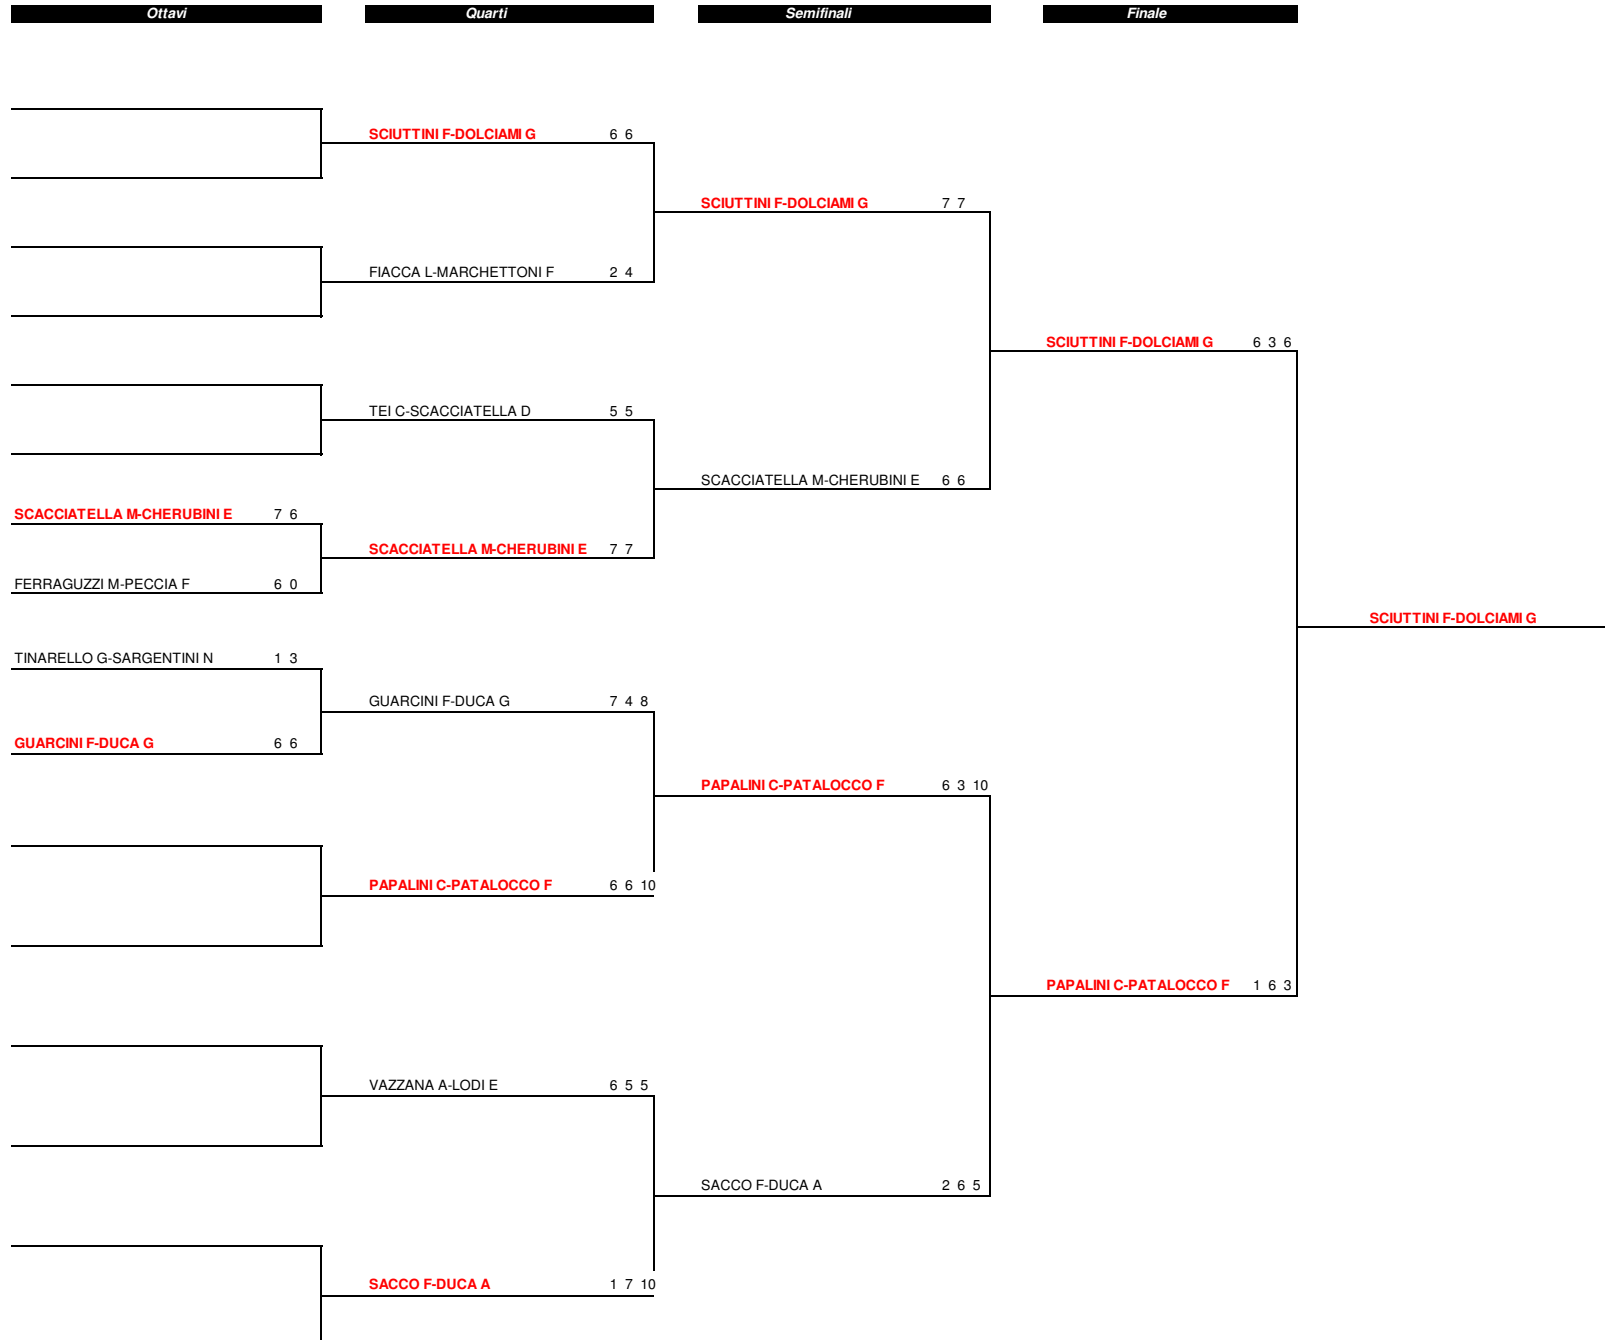 Ottavi Quarti Semifinali Finale
SCIUTTINI F-DOLCIAMI G 6 6
SCIUTTINI F-DOLCIAMI G 7 7
FIACCA L-MARCHETTONI F 2 4
SCIUTTINI F-DOLCIAMI G 6 3 6
TEI C-SCACCIATELLA D 5 5
SCACCIATELLA M-CHERUBINI E 6 6
SCACCIATELLA M-CHERUBINI E 7 6
SCACCIATELLA M-CHERUBINI E 7 7
FERRAGUZZI M-PECCIA F 6 0
SCIUTTINI F-DOLCIAMI G
TINARELLO G-SARGENTINI N 1 3
GUARCINI F-DUCA G 7 4 8
GUARCINI F-DUCA G 6 6
PAPALINI C-PATALOCCO F 6 3 10
PAPALINI C-PATALOCCO F 6 6 10
PAPALINI C-PATALOCCO F 1 6 3
VAZZANA A-LODI E 6 5 5
SACCO F-DUCA A 2 6 5
SACCO F-DUCA A 1 7 10